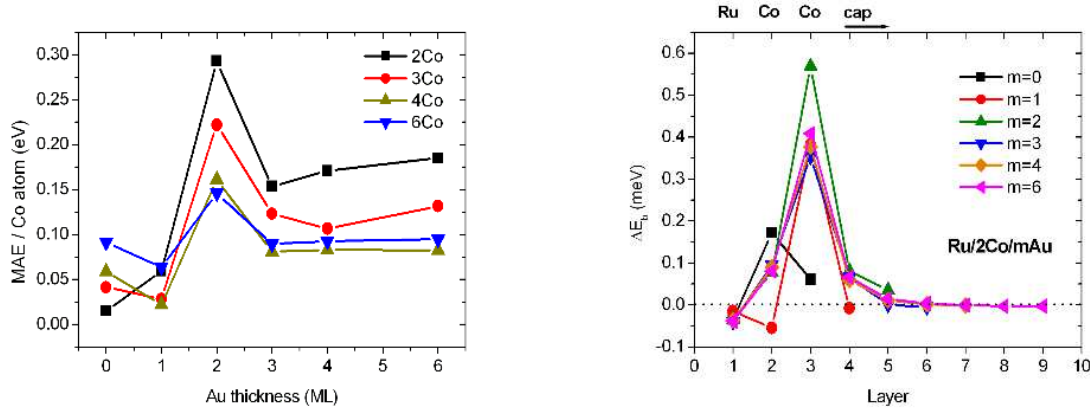 MAE / Co atom (eV)
0.30
0.25
0.20
0.15
0.10
0.05
0.00
2Co
3Co
4Co
6Co
0 1 2 3 4 5 6
Au thickness (ML)
Ru Co Co cap
ΔE_b (meV)
0.6
0.5
0.4
0.3
0.2
0.1
0.0
-0.1
m=0
m=1
m=2
m=3
m=4
m=6
Ru/2Co/mAu
0 1 2 3 4 5 6 7 8 9 10
Layer